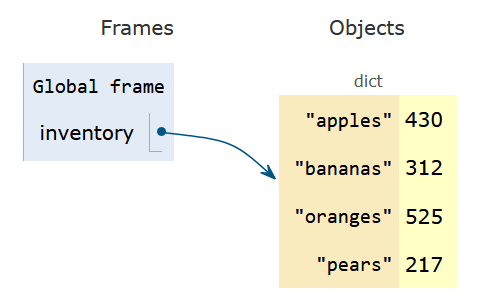 Frames Objects
Global frame
inventory
dict
"apples" 430
"bananas" 312
"oranges" 525
"pears" 217